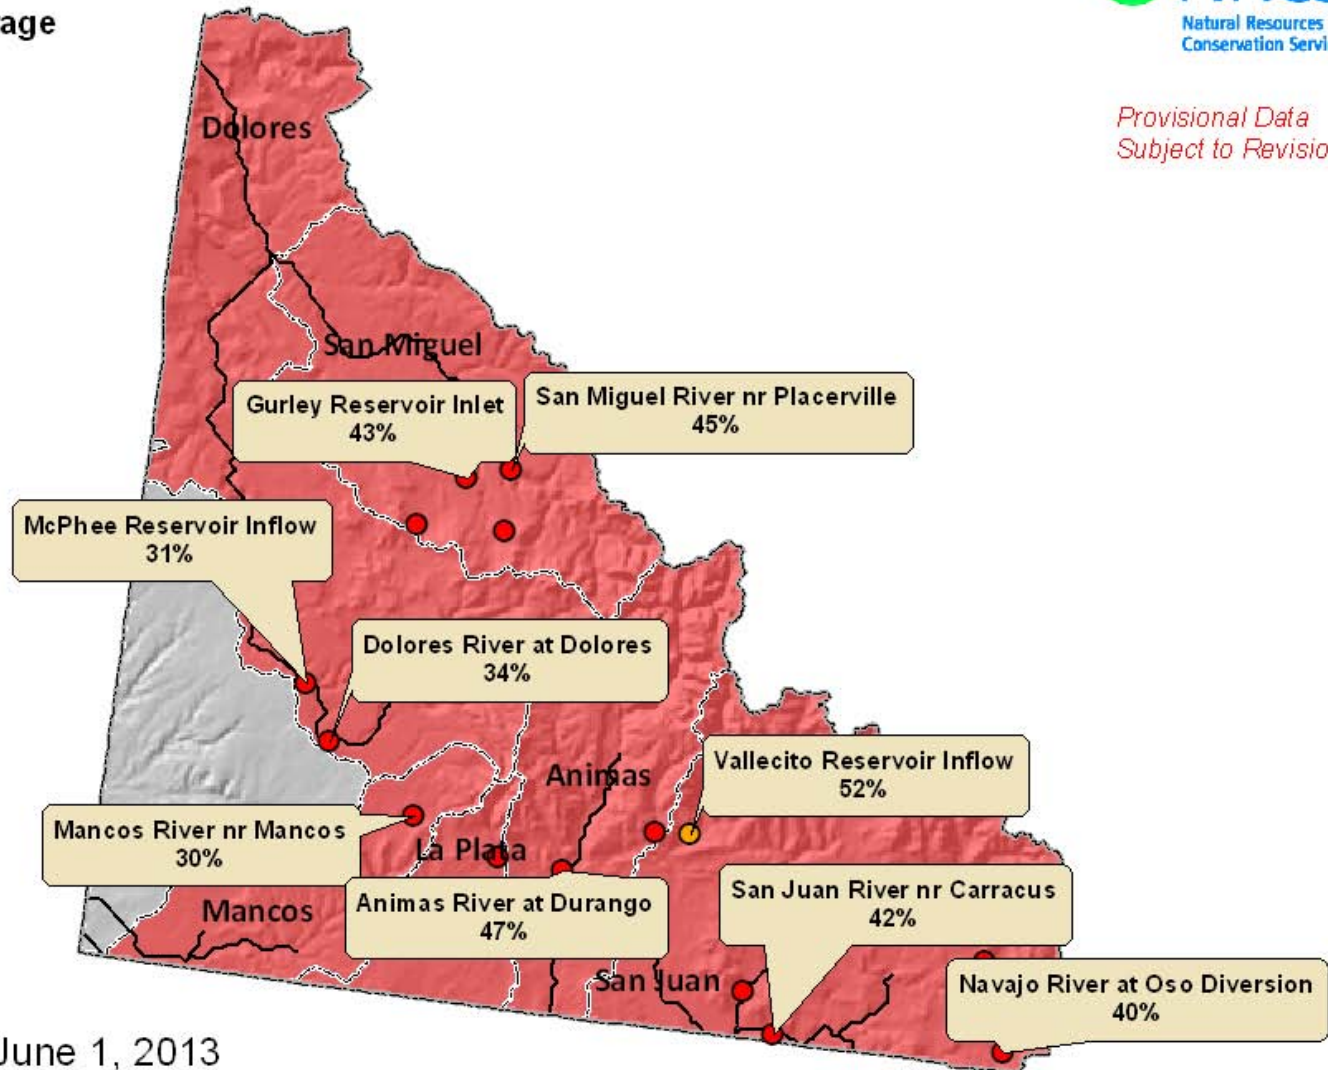 Natural Resources
Dolores
San Miguel
Gurley Reservoir Inlet
43%
San Miguel River nr Placerville
45%
McPhee Reservoir Inflow
31%
Dolores River at Dolores
34%
Animas
Vallecito Reservoir Inflow
52%
Mancos River nr Mancos
30%
La Plata
Mancos
Animas River at Durango
47%
San Juan River nr Carracus
42%
San Juan
Navajo River at Oso Diversion
40%
Provisional Data
Subject to
Conservation
June 1, 2013